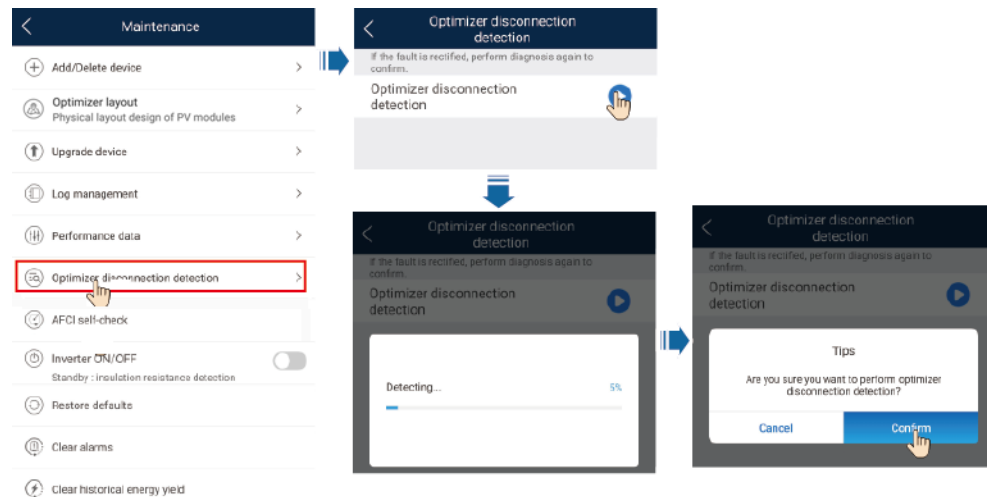 Maintenance
Add/Delete device
Optimizer layout
Physical layout design of PV modules
Upgrade device
Log management
Performance data
Optimizer disconnection detection
AFCI self-check
Inverter ON/OFF
Standby : insulation resistance detection
Restore defaults
Clear alarms
Clear historical energy yield
Optimizer disconnection
detection
If the fault is rectified, perform diagnosis again to
confirm.
Optimizer disconnection
detection
Optimizer disconnection
detection
If the fault is rectified, perform diagnosis again to
confirm.
Optimizer disconnection
detection
Detecting... 5%
Optimizer disconnection
detection
If the fault is rectified, perform diagnosis again to
confirm.
Optimizer disconnection
detection
Tips
Are you sure you want to perform optimizer
disconnection detection?
Cancel Confirm